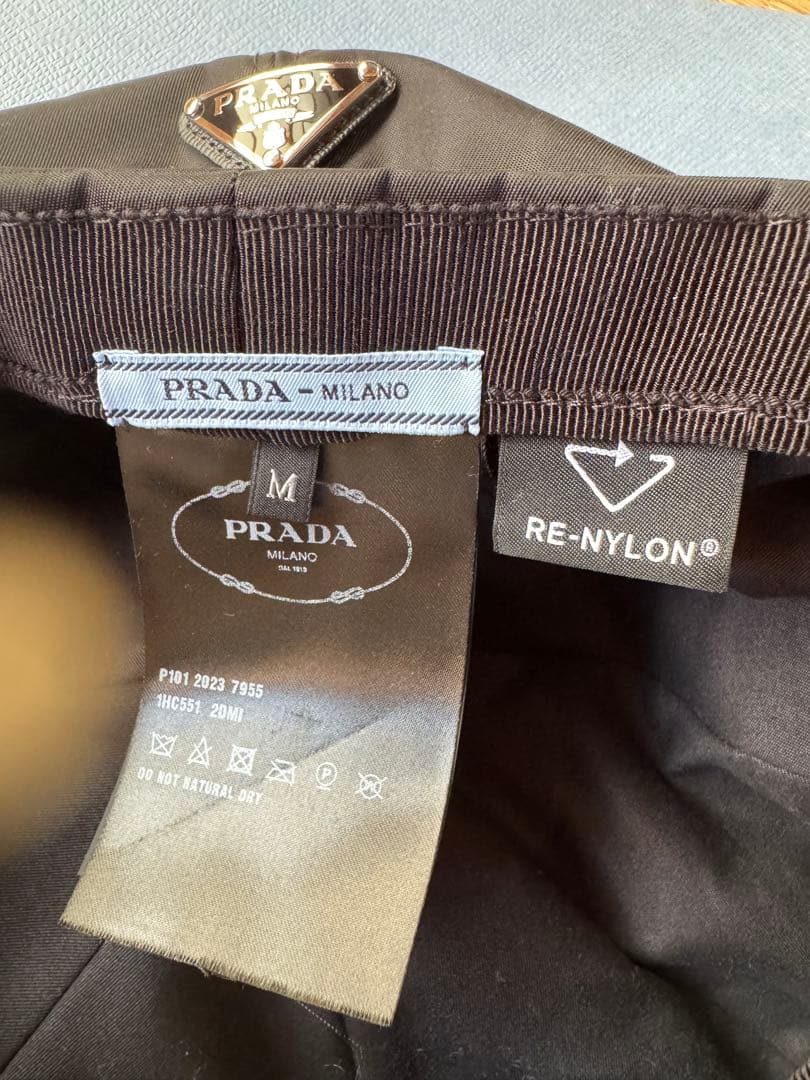 PRADA
MILANO
PRADA - MILANO
M
PRADA
MILANO
DAL 1913
RE-NYLON®
P101 2023 7955
1HC551 2DMI
P
DO NOT NATURAL DRY